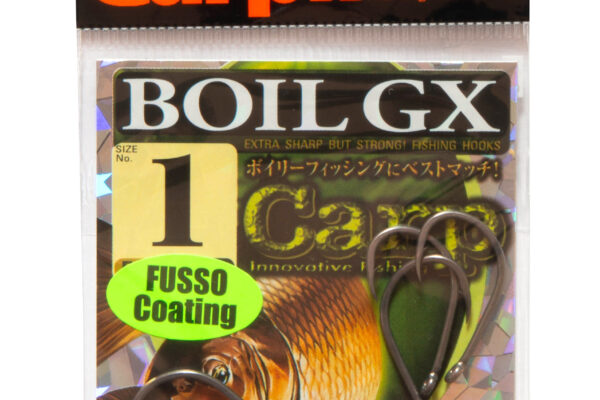 BOIL GX
EXTRA SHARP BUT STRONG! FISHING HOOKS
SIZE
No.
1
ボイリーフィッシングにベストマッチ!
Carp
Innovative Fishing
FUSSO
Coating